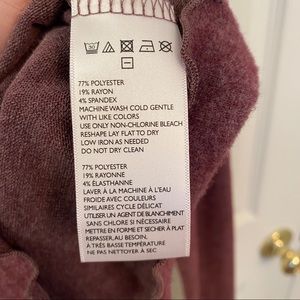 77% POLYESTER
19% RAYON
4% SPANDEX
MACHINE WASH COLD GENTLE
WITH LIKE COLORS
USE ONLY NON-CHLORINE BLEACH
RESHAPE LAY FLAT TO DRY
LOW IRON AS NEEDED
DO NOT DRY CLEAN
77% POLYESTER
19% RAYONNE
4% ÉLASTHANNE
LAVER À LA MACHINE À L'EAU
FROIDE AVEC COULEURS
SIMILAIRES CYCLE DÉLICAT
UTILISER UN AGENT DE BLANCHIMENT
SANS CHLORE SI NÉCESSAIRE
METTRE EN FORME ET SÉCHER À PLAT
REPASSER, AU BESOIN,
À TRÈS BASSE TEMPÉRATURE
NE PAS NETTOYER À SEC